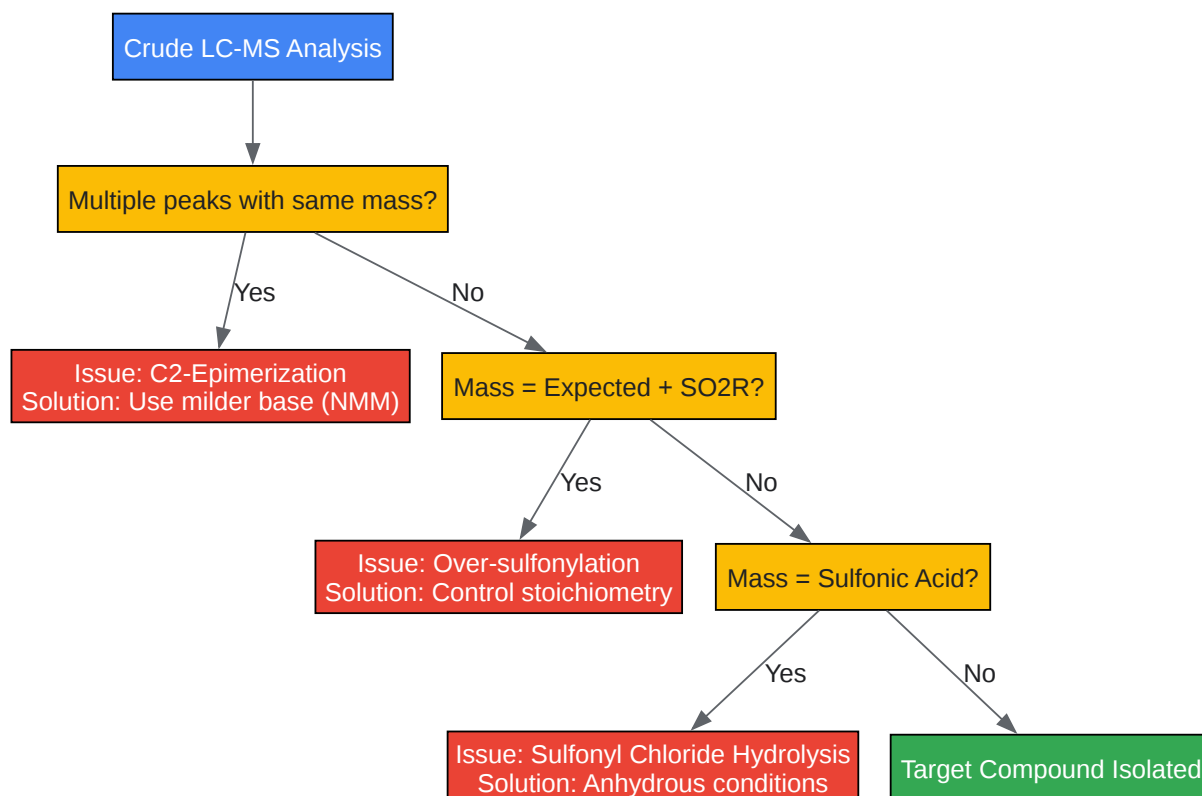 Crude LC-MS Analysis
Multiple peaks with same mass?
Yes
No
Issue: C2-Epimerization
Solution: Use milder base (NMM)
Mass = Expected + SO2R?
Yes
No
Issue: Over-sulfonylation
Solution: Control stoichiometry
Mass = Sulfonic Acid?
Yes
No
Issue: Sulfonyl Chloride Hydrolysis
Solution: Anhydrous conditions
Target Compound Isolated